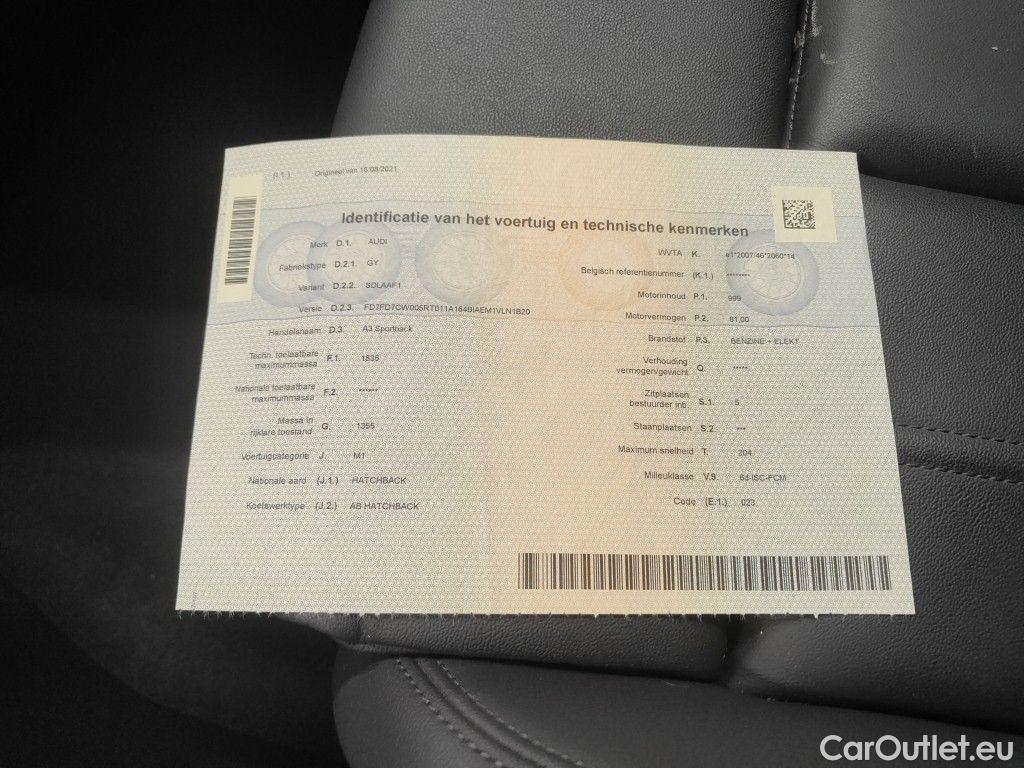 (I.1.) Origineel van 16/08/2021
Identificatie van het voertuig en technische kenmerken
Merk D.1. AUDI
Fabriekstype D.2.1. GY
Variant D.2.2. SDLAAF1
Versie D.2.3. FD7FD7CW005RT011A164BIAEM1VLN1B20
Handelsnaam D.3. A3 Sportback
Techn. toelaatbare
maximummassa F.1. 1835
Nationale toelaatbare
maximummassa F.2. ******
Massa in
rijklare toestand G. 1355
Voertuigcategorie J. M1
Nationale aard (J.1.) HATCHBACK
Koetswerktype (J.2.) AB HATCHBACK
WVTA K. e1*2007/46*2060*14
Belgisch referentienummer (K.1.) ********
Motorinhoud P.1. 999
Motorvermogen P.2. 81,00
Brandstof P.3. BENZINE + ELEKT
Verhouding
vermogen/gewicht Q. *****
Zitplaatsen
bestuurder inb. S.1. 5
Staanplaatsen S.2. ***
Maximum snelheid T. 204
Milieuklasse V.9. 6d-ISC-FCM
Code (E.1.) 023
CarOutlet.eu